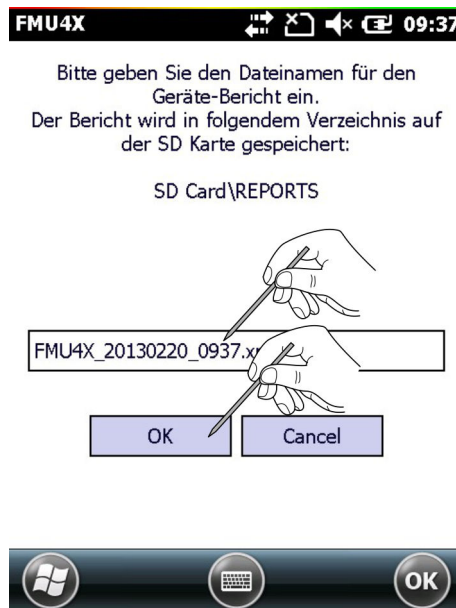 FMU4X 09:37
Bitte geben Sie den Dateinamen für den
Geräte-Bericht ein.
Der Bericht wird in folgendem Verzeichnis auf
der SD Karte gespeichert:
SD Card\REPORTS
FMU4X_20130220_0937.x
OK Cancel
OK